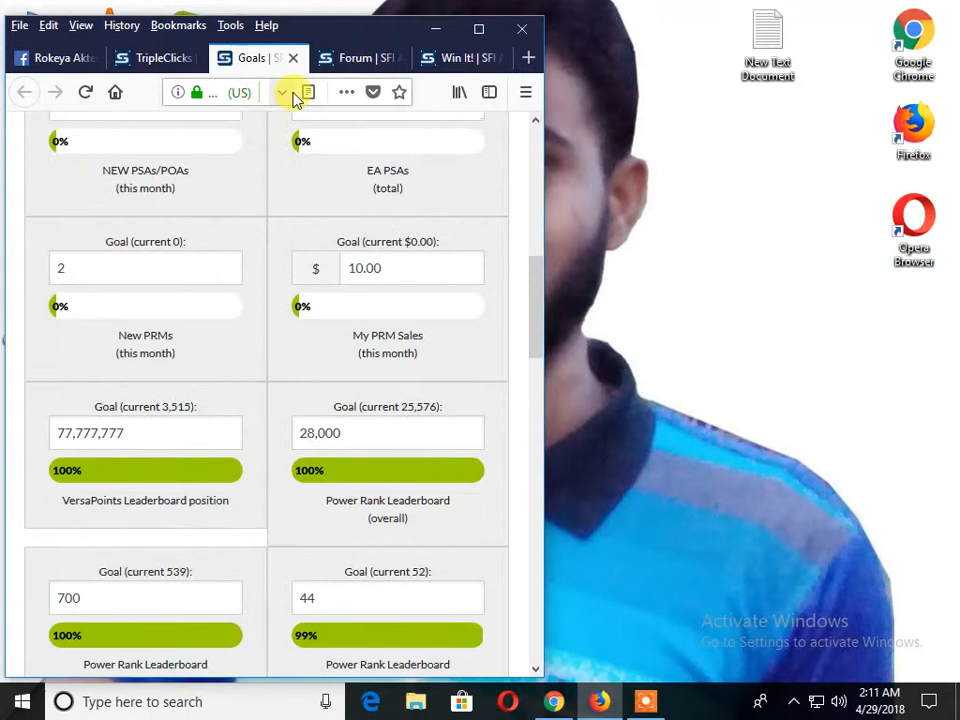 File Edit View History Bookmarks Tools Help
Rokeya Akte
TripleClicks
Goals | SF
Forum | SFI A
Win It! | SFI A
... (US)
0%
NEW PSAs/POAs
(this month)
0%
EA PSAs
(total)
Goal (current 0):
2
0%
New PRMs
(this month)
Goal (current $0.00):
$ 10.00
0%
My PRM Sales
(this month)
Goal (current 3,515):
77,777,777
100%
VersaPoints Leaderboard position
Goal (current 25,576):
28,000
100%
Power Rank Leaderboard
(overall)
Goal (current 539):
700
100%
Power Rank Leaderboard
Goal (current 52):
44
99%
Power Rank Leaderboard
New Text
Document
Google
Chrome
Firefox
Opera
Browser
Activate Windows
Go to Settings to activate Windows.
Type here to search
2:11 AM
4/29/2018